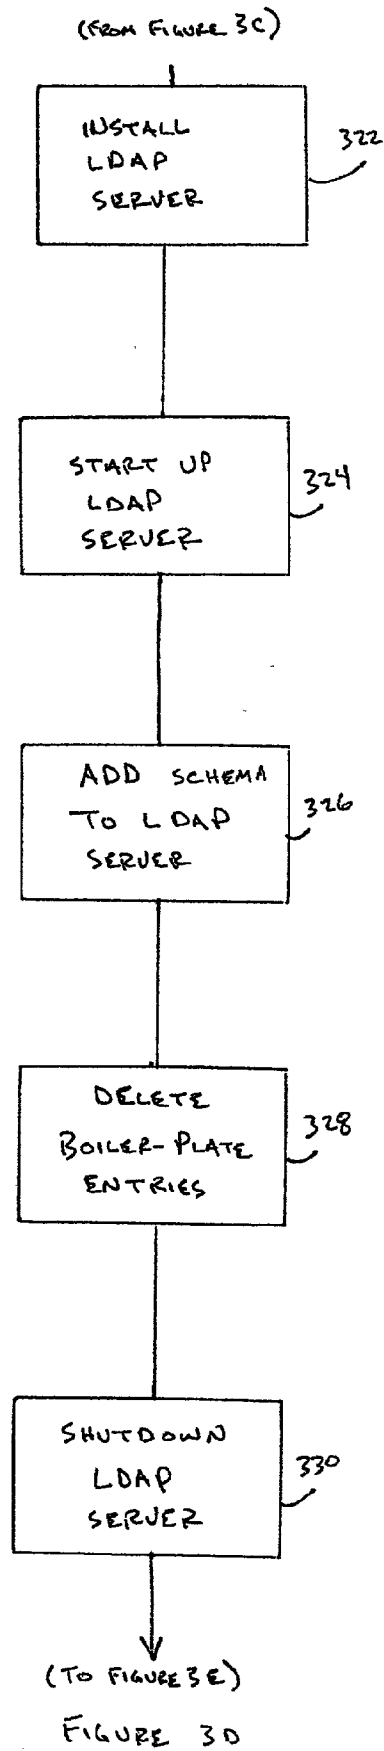 (FROM FIGURE 3C)
INSTALL
LDAP
SERVER
322
START UP
LDAP
SERVER
324
ADD SCHEMA
TO LDAP
SERVER
326
DELETE
BOILER-PLATE
ENTRIES
328
SHUTDOWN
LDAP
SERVER
330
(TO FIGURE 3E)
FIGURE 3D